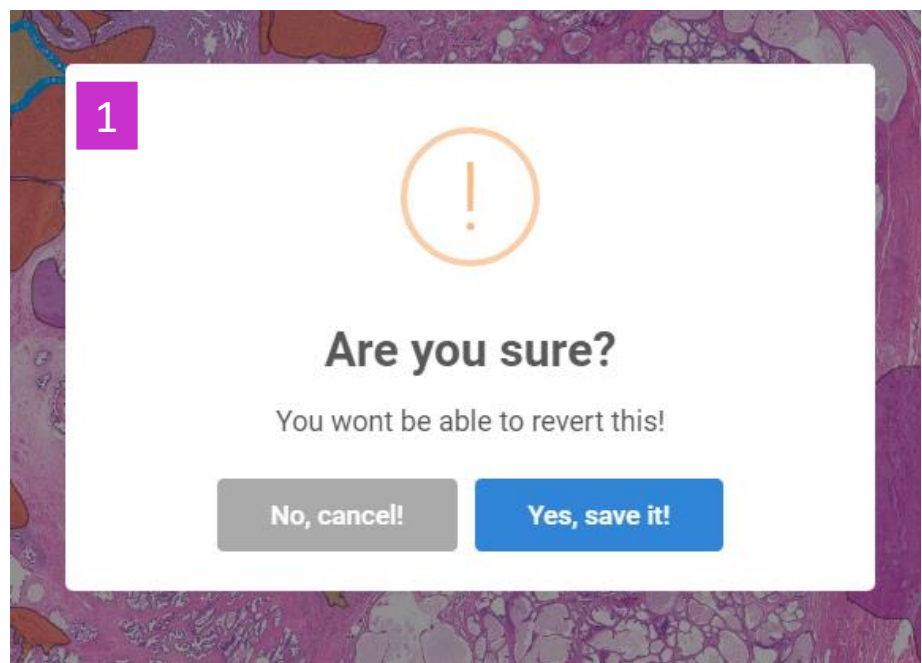 1
!
Are you sure?
You wont be able to revert this!
No, cancel! Yes, save it!